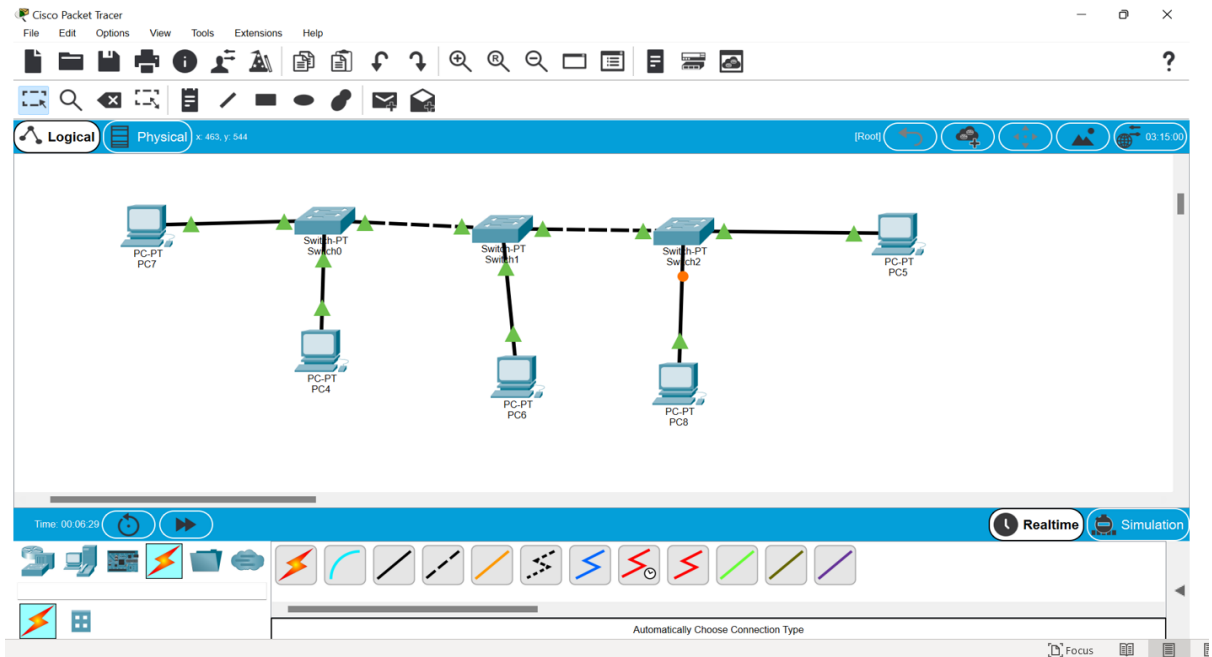 Cisco Packet Tracer
File Edit Options View Tools Extensions Help
?
Logical Physical x: 463, y: 544 [Root] 03:15:00
PC-PT
PC7
Switch-PT
Switch0
Switch-PT
Switch1
Switch-PT
Switch2
PC-PT
PC5
PC-PT
PC4
PC-PT
PC6
PC-PT
PC8
Time: 00:06:29 Realtime Simulation
Automatically Choose Connection Type
Focus